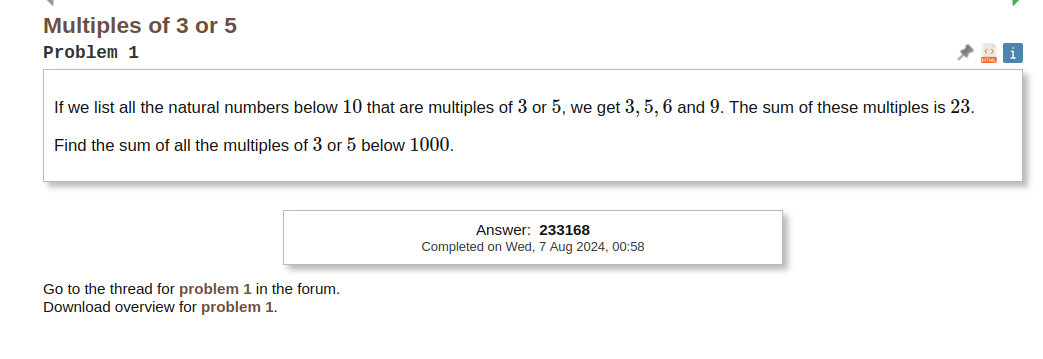 Multiples of 3 or 5
Problem 1
HTML i
If we list all the natural numbers below 10 that are multiples of 3 or 5, we get 3, 5, 6 and 9. The sum of these multiples is 23.
Find the sum of all the multiples of 3 or 5 below 1000.
Answer: 233168
Completed on Wed, 7 Aug 2024, 00:58
Go to the thread for problem 1 in the forum.
Download overview for problem 1.